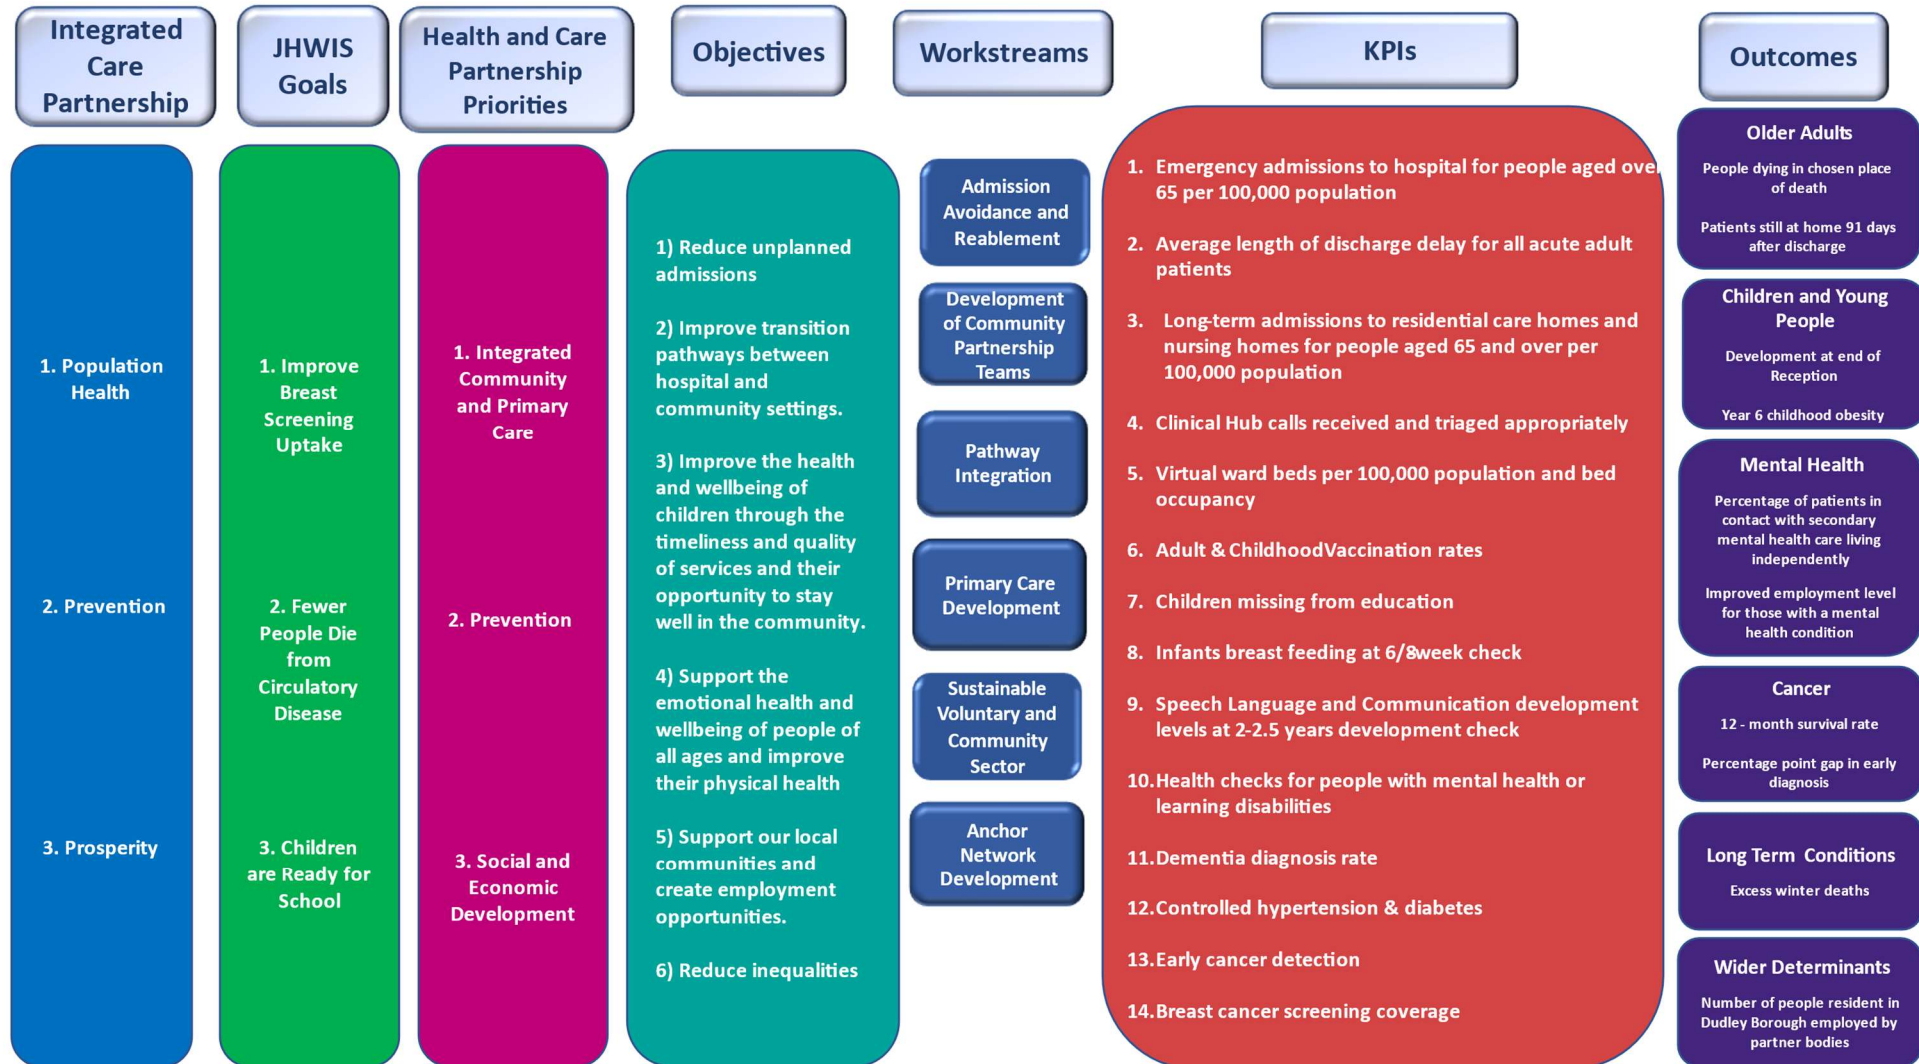 Integrated
Care
Partnership
JHWIS
Goals
Health and Care
Partnership
Priorities
Objectives
Workstreams
KPIs
Outcomes
1. Population
Health
2. Prevention
3. Prosperity
1. Improve
Breast
Screening
Uptake
2. Fewer
People Die
from
Circulatory
Disease
3. Children
are Ready for
School
1. Integrated
Community
and Primary
Care
2. Prevention
3. Social and
Economic
Development
1) Reduce unplanned
admissions
2) Improve transition
pathways between
hospital and
community settings.
3) Improve the health
and wellbeing of
children through the
timeliness and quality
of services and their
opportunity to stay
well in the community.
4) Support the
emotional health and
wellbeing of people of
all ages and improve
their physical health
5) Support our local
communities and
create employment
opportunities.
6) Reduce inequalities
Admission
Avoidance and
Reablement
Development
of Community
Partnership
Teams
Pathway
Integration
Primary Care
Development
Sustainable
Voluntary and
Community
Sector
Anchor
Network
Development
1. Emergency admissions to hospital for people aged over
65 per 100,000 population
2. Average length of discharge delay for all acute adult
patients
3. Long-term admissions to residential care homes and
nursing homes for people aged 65 and over per
100,000 population
4. Clinical Hub calls received and triaged appropriately
5. Virtual ward beds per 100,000 population and bed
occupancy
6. Adult & ChildhoodVaccination rates
7. Children missing from education
8. Infants breast feeding at 6/8week check
9. Speech Language and Communication development
levels at 2-2.5 years development check
10.Health checks for people with mental health or
learning disabilities
11.Dementia diagnosis rate
12.Controlled hypertension & diabetes
13.Early cancer detection
14.Breast cancer screening coverage
Older Adults
People dying in chosen place
of death
Patients still at home 91 days
after discharge
Children and Young
People
Development at end of
Reception
Year 6 childhood obesity
Mental Health
Percentage of patients in
contact with secondary
mental health care living
independently
Improved employment level
for those with a mental
health condition
Cancer
12 - month survival rate
Percentage point gap in early
diagnosis
Long Term Conditions
Excess winter deaths
Wider Determinants
Number of people resident in
Dudley Borough employed by
partner bodies